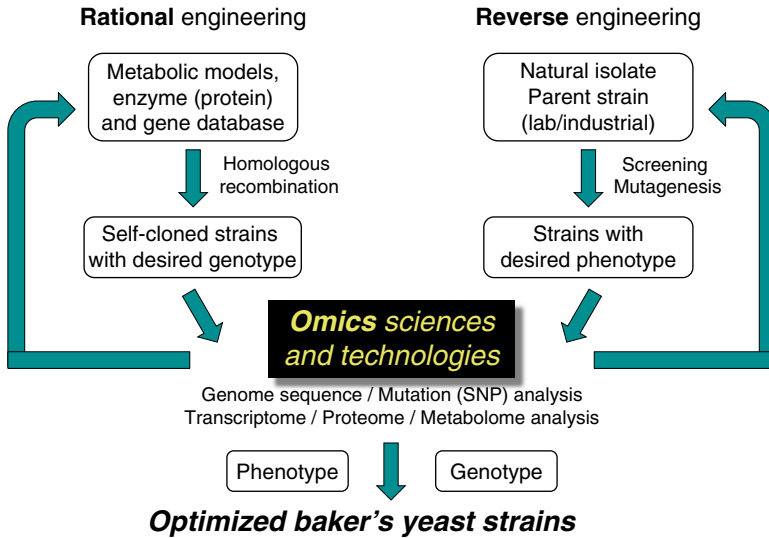 Rational engineering
Reverse engineering
Metabolic models,
enzyme (protein)
and gene database
Natural isolate
Parent strain
(lab/industrial)
Homologous
recombination
Screening
Mutagenesis
Self-cloned strains
with desired genotype
Strains with
desired phenotype
Omics sciences
and technologies
Genome sequence / Mutation (SNP) analysis
Transcriptome / Proteome / Metabolome analysis
Phenotype
Genotype
Optimized baker's yeast strains